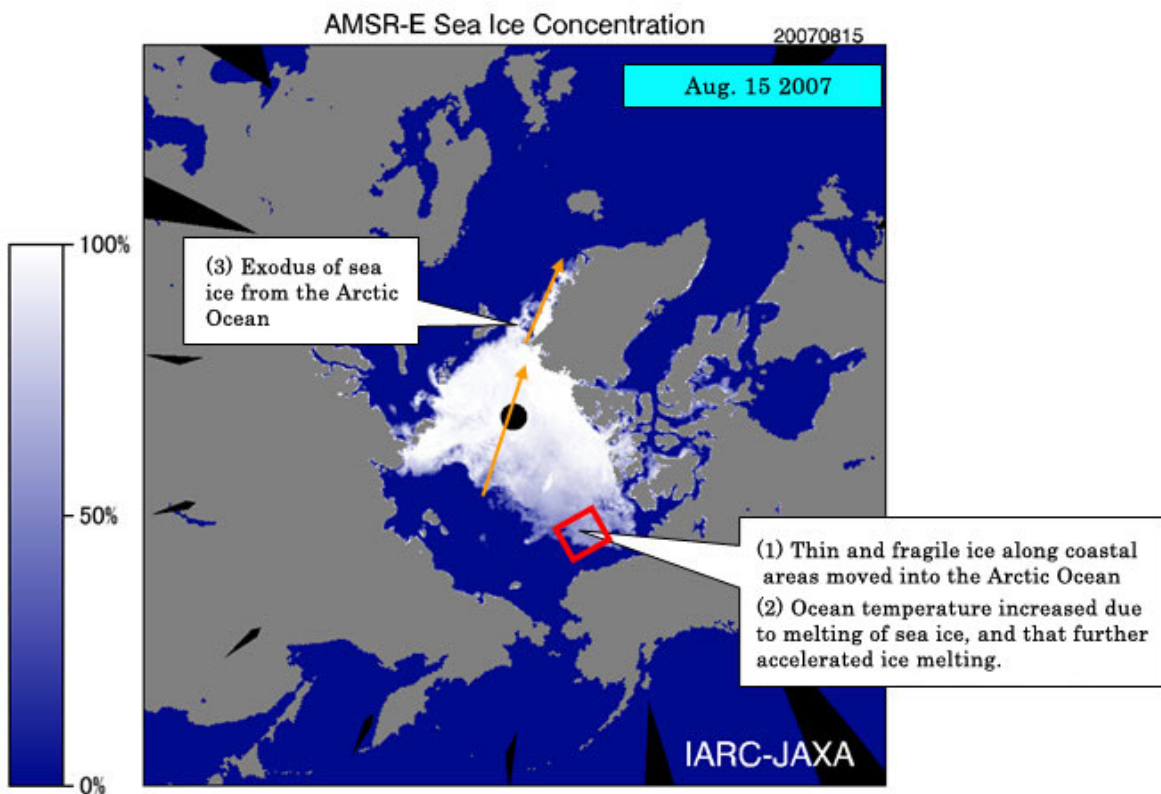 AMSR-E Sea Ice Concentration
20070815
Aug. 15 2007
100%
50%
0%
(3) Exodus of sea
ice from the Arctic
Ocean
(1) Thin and fragile ice along coastal
areas moved into the Arctic Ocean
(2) Ocean temperature increased due
to melting of sea ice, and that further
accelerated ice melting.
IARC-JAXA